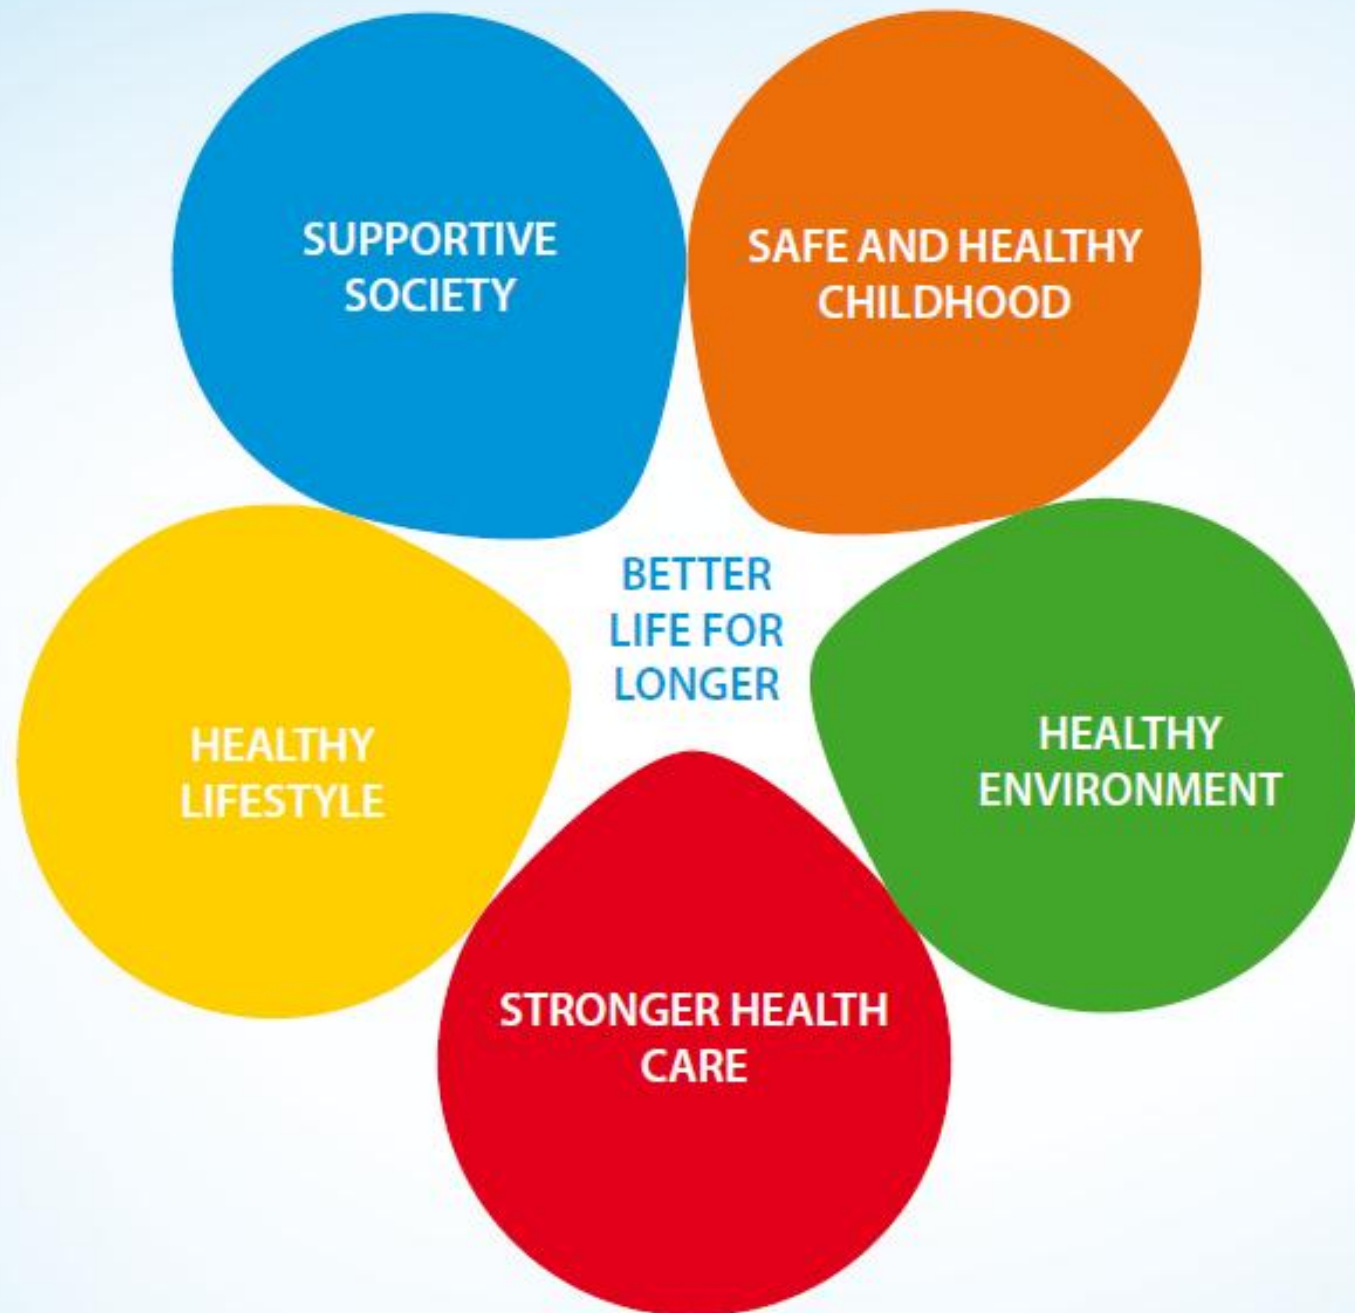 SUPPORTIVE
SOCIETY
SAFE AND HEALTHY
CHILDHOOD
BETTER
LIFE FOR
LONGER
HEALTHY
LIFESTYLE
HEALTHY
ENVIRONMENT
STRONGER HEALTH
CARE